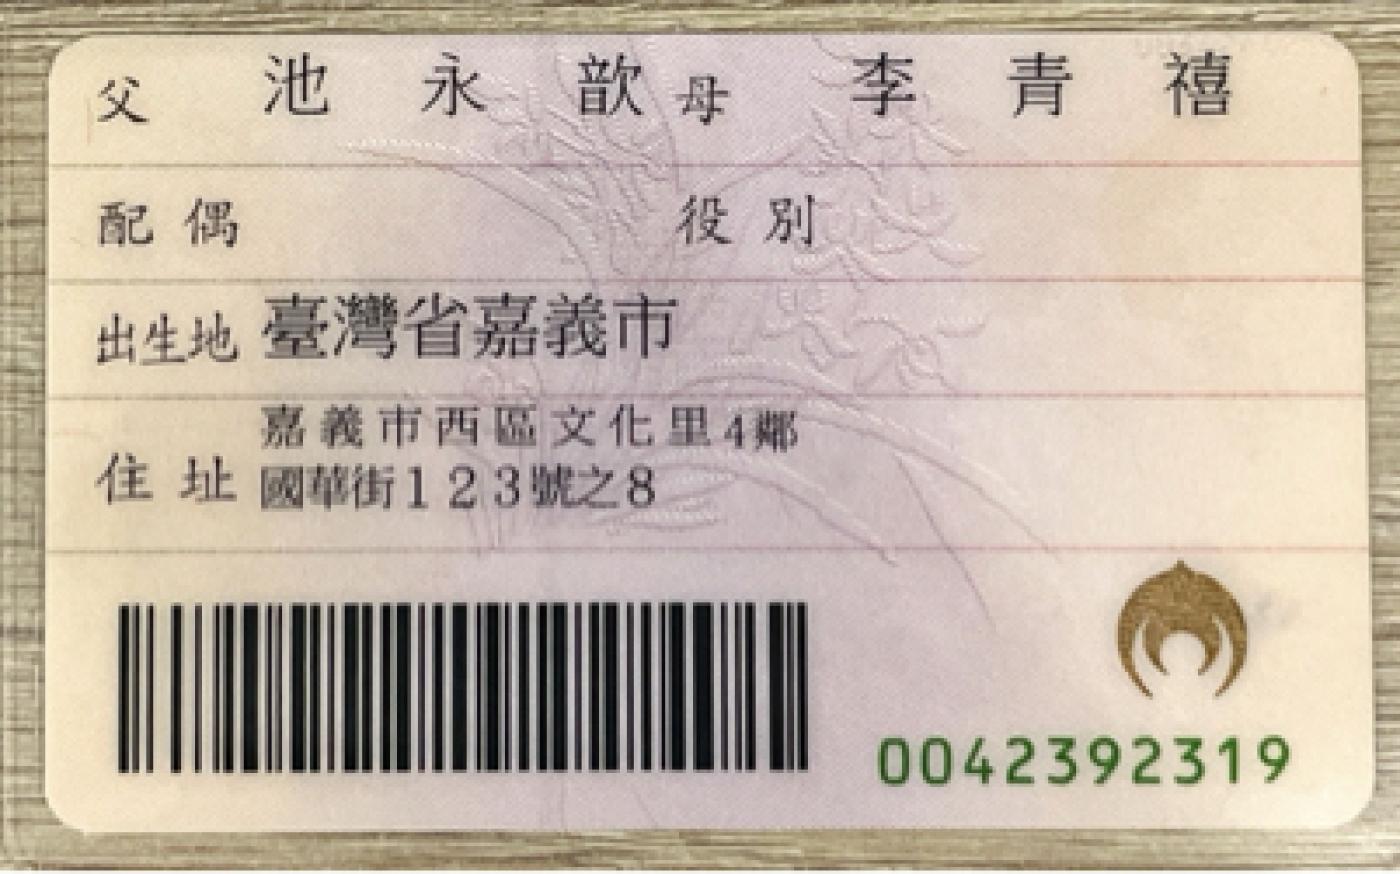 父 池永歆 母 李青禧
配偶 役別
出生地 臺灣省嘉義市
嘉義市西區文化里4鄰
住址 國華街123號之8
0042392319